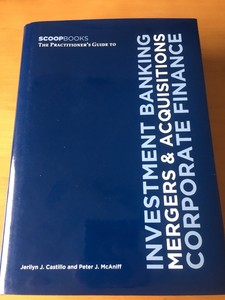 SCOOPBOOKS
THE PRACTITIONER'S GUIDE TO
INVESTMENT BANKING
MERGERS & ACQUISITIONS
CORPORATE FINANCE
Jerilyn J. Castillo and Peter J. McAniff